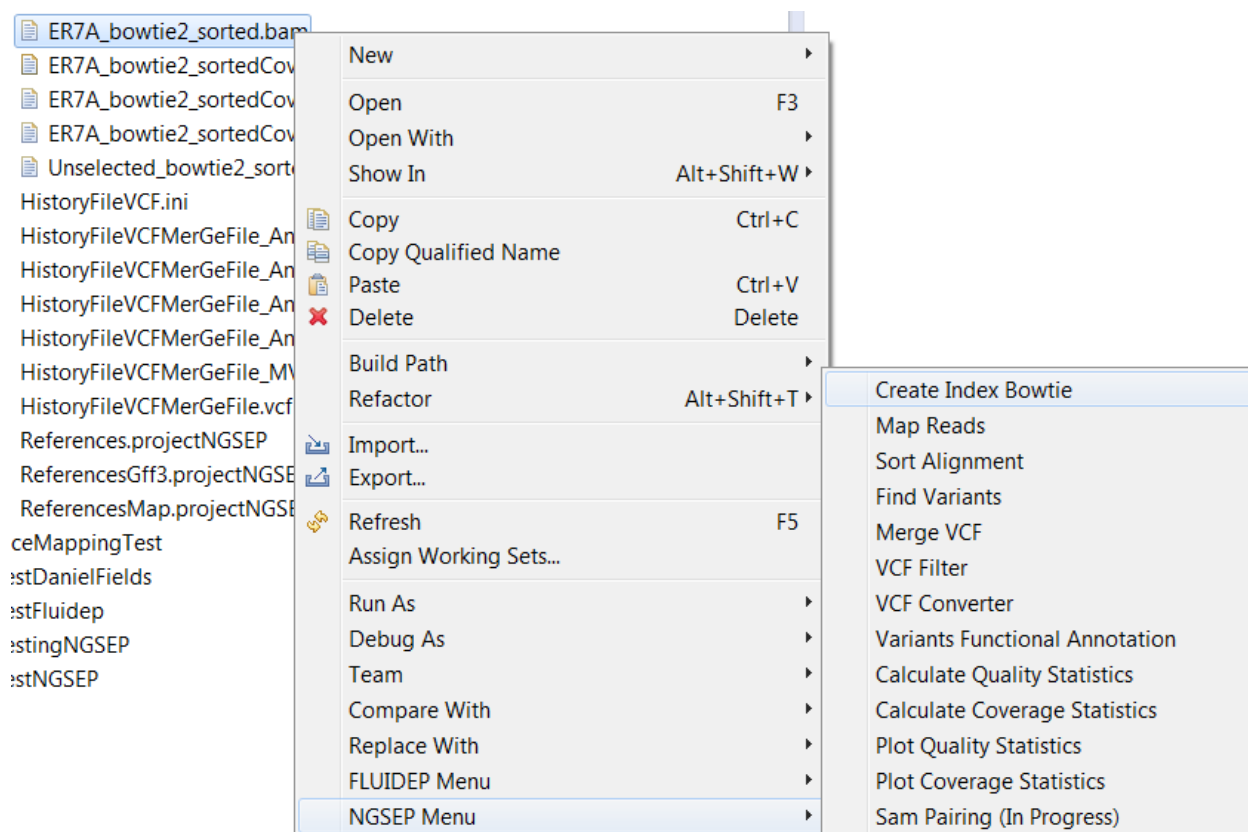 ER7A_bowtie2_sorted.bam
ER7A_bowtie2_sortedCov
ER7A_bowtie2_sortedCov
ER7A_bowtie2_sortedCov
Unselected_bowtie2_sorte
HistoryFileVCF.ini
HistoryFileVCFMerGeFile_An
HistoryFileVCFMerGeFile_An
HistoryFileVCFMerGeFile_An
HistoryFileVCFMerGeFile_An
HistoryFileVCFMerGeFile_MV
HistoryFileVCFMerGeFile.vcf
References.projectNGSEP
ReferencesGff3.projectNGSE
ReferencesMap.projectNGSE
ceMappingTest
estDanielFields
estFluidep
estingNGSEP
estNGSEP
New
Open F3
Open With
Show In Alt+Shift+W
Copy Ctrl+C
Copy Qualified Name
Paste Ctrl+V
Delete Delete
Build Path
Refactor Alt+Shift+T
Import...
Export...
Refresh F5
Assign Working Sets...
Run As
Debug As
Team
Compare With
Replace With
FLUIDEP Menu
NGSEP Menu
Create Index Bowtie
Map Reads
Sort Alignment
Find Variants
Merge VCF
VCF Filter
VCF Converter
Variants Functional Annotation
Calculate Quality Statistics
Calculate Coverage Statistics
Plot Quality Statistics
Plot Coverage Statistics
Sam Pairing (In Progress)